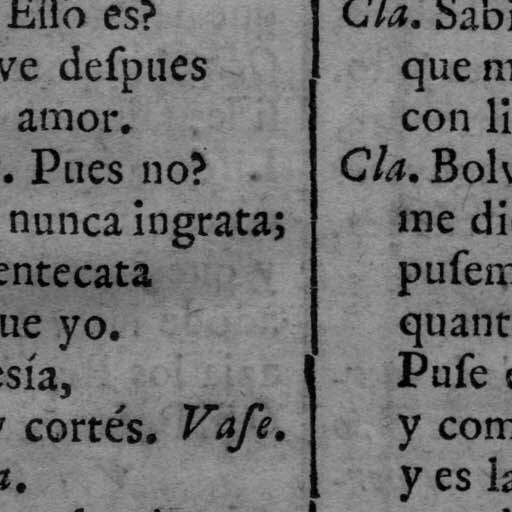 Eſſo es?
ve deſpues
amor.
. Pues no?
nunca ingrata;
entecata
ue yo.
esía,
y cortés. Vaſe.
a.
Cla. Sabi
que m
con li
Cla. Bolv
me di
puſem
quant
Puſe
y com
y es la